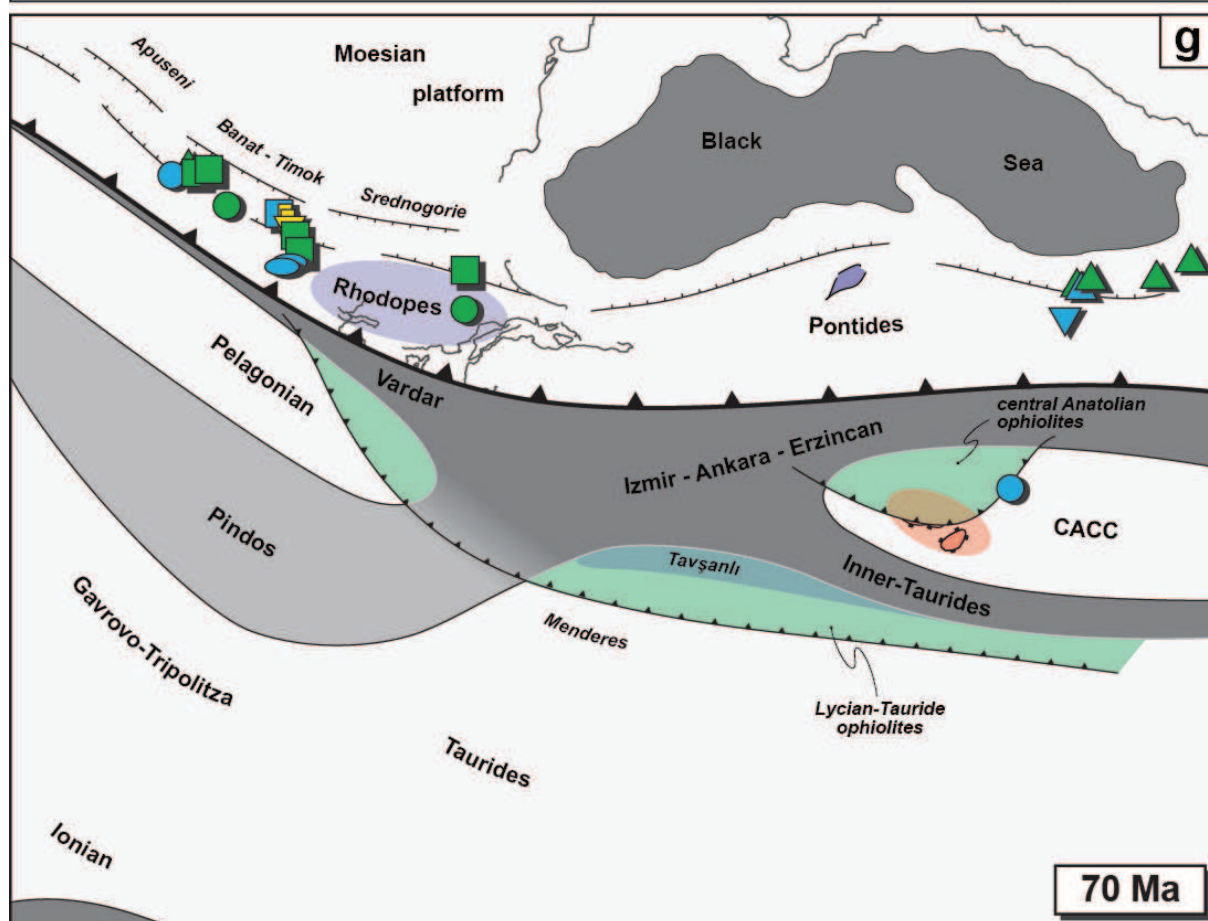 g
Apuseni
Moesian
platform
Banat - Timok
Black
Sea
Srednogorie
Rhodopes
Pontides
Pelagonian
Vardar
central Anatolian
ophiolites
Izmir - Ankara - Erzincan
CACC
Pindos
Tavşanlı
Inner-Taurides
Gavrovo-Tripolitza
Menderes
Lycian-Tauride
ophiolites
Taurides
Ionian
70 Ma